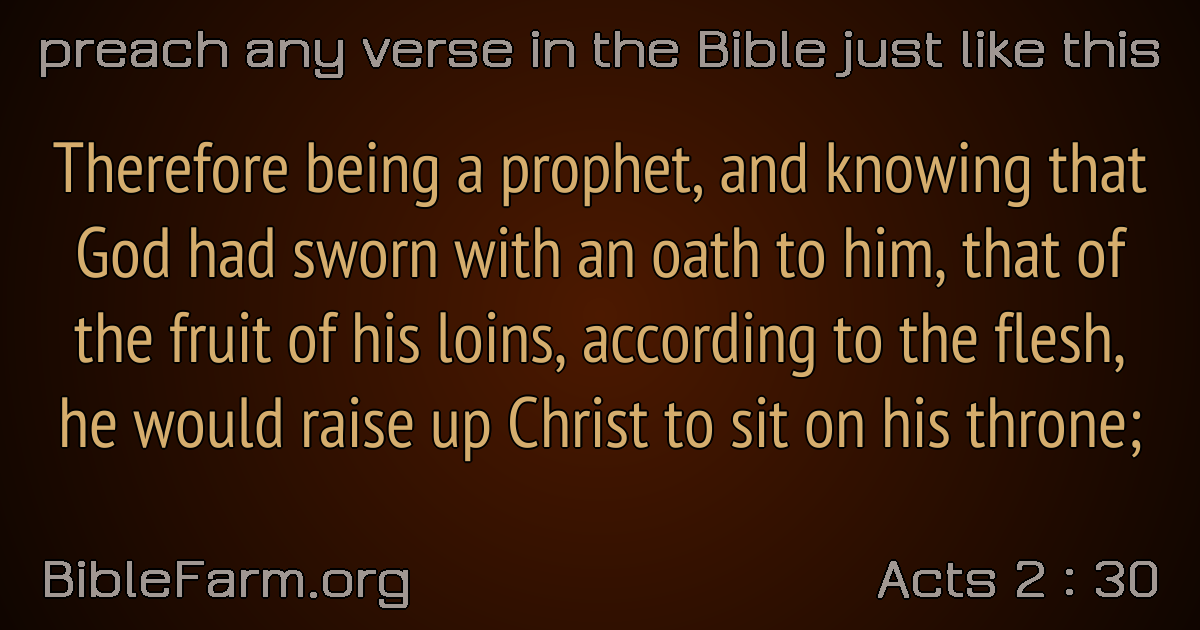 preach any verse in the Bible just like this
Therefore being a prophet, and knowing that
God had sworn with an oath to him, that of
the fruit of his loins, according to the flesh,
he would raise up Christ to sit on his throne;
BibleFarm.org
Acts 2 : 30